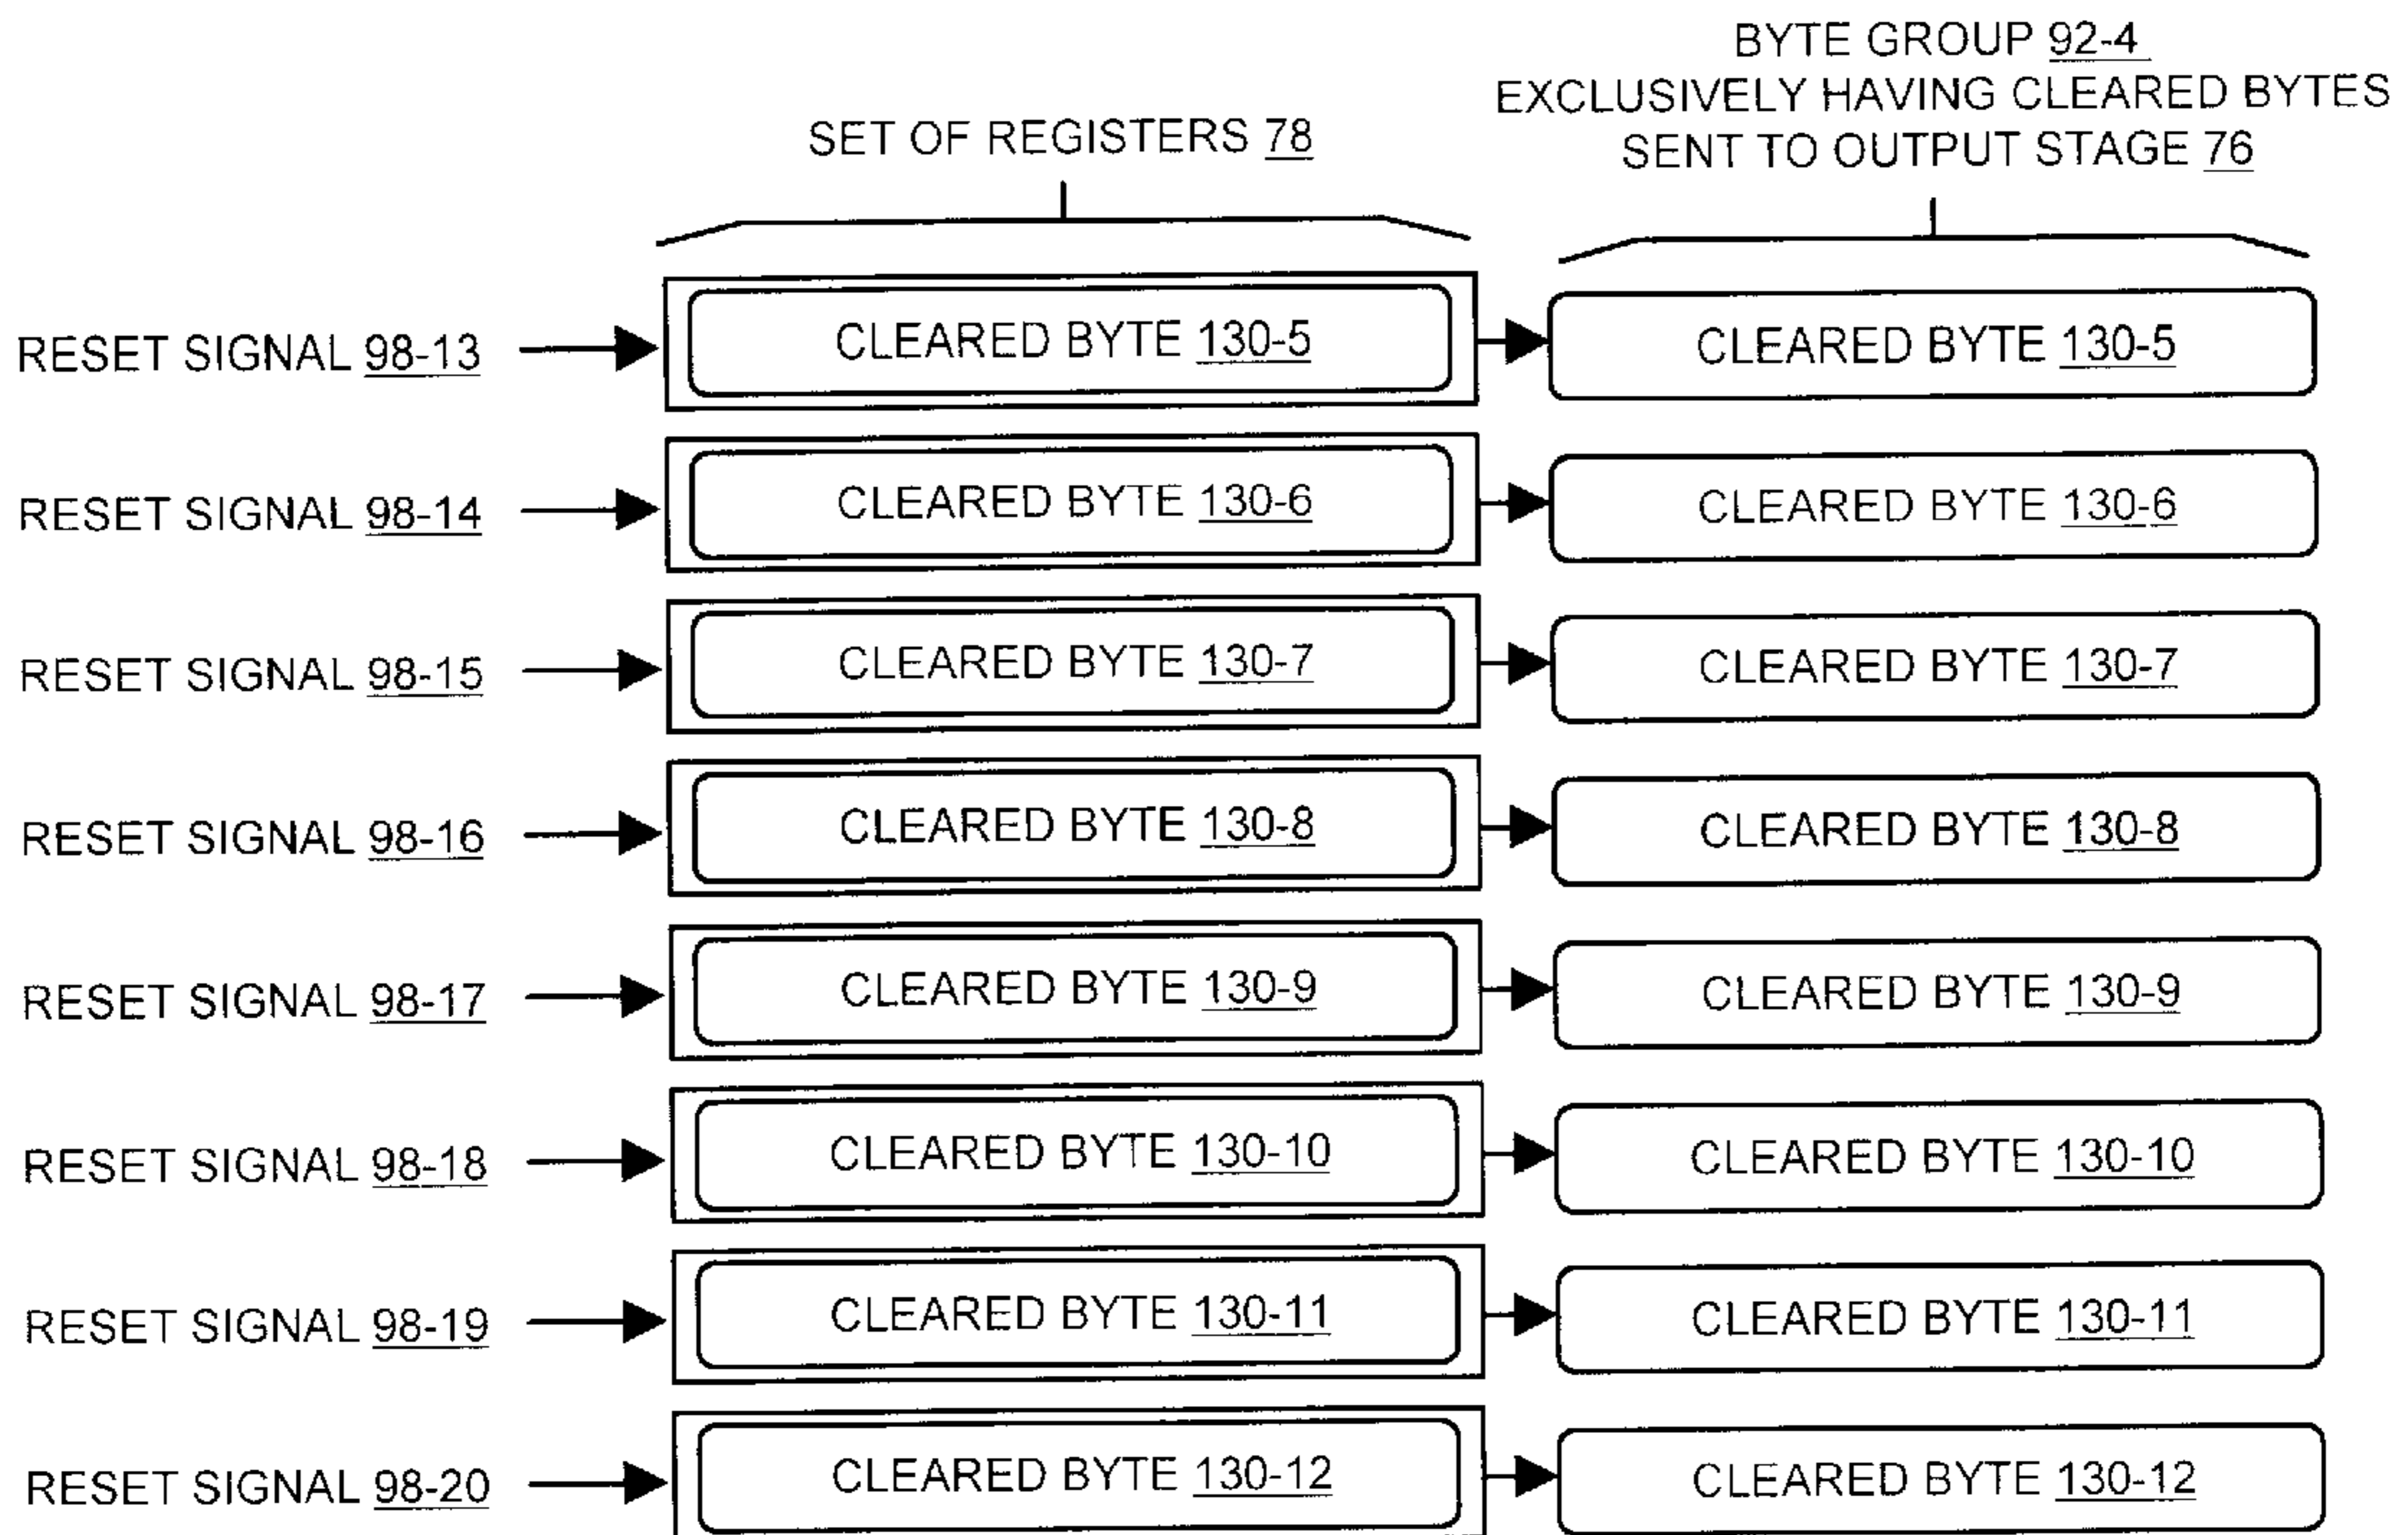 BYTE GROUP 92-4
EXCLUSIVELY HAVING CLEARED BYTES
SENT TO OUTPUT STAGE 76
SET OF REGISTERS 78
RESET SIGNAL 98-13
CLEARED BYTE 130-5
CLEARED BYTE 130-5
RESET SIGNAL 98-14
CLEARED BYTE 130-6
CLEARED BYTE 130-6
RESET SIGNAL 98-15
CLEARED BYTE 130-7
CLEARED BYTE 130-7
RESET SIGNAL 98-16
CLEARED BYTE 130-8
CLEARED BYTE 130-8
RESET SIGNAL 98-17
CLEARED BYTE 130-9
CLEARED BYTE 130-9
RESET SIGNAL 98-18
CLEARED BYTE 130-10
CLEARED BYTE 130-10
RESET SIGNAL 98-19
CLEARED BYTE 130-11
CLEARED BYTE 130-11
RESET SIGNAL 98-20
CLEARED BYTE 130-12
CLEARED BYTE 130-12